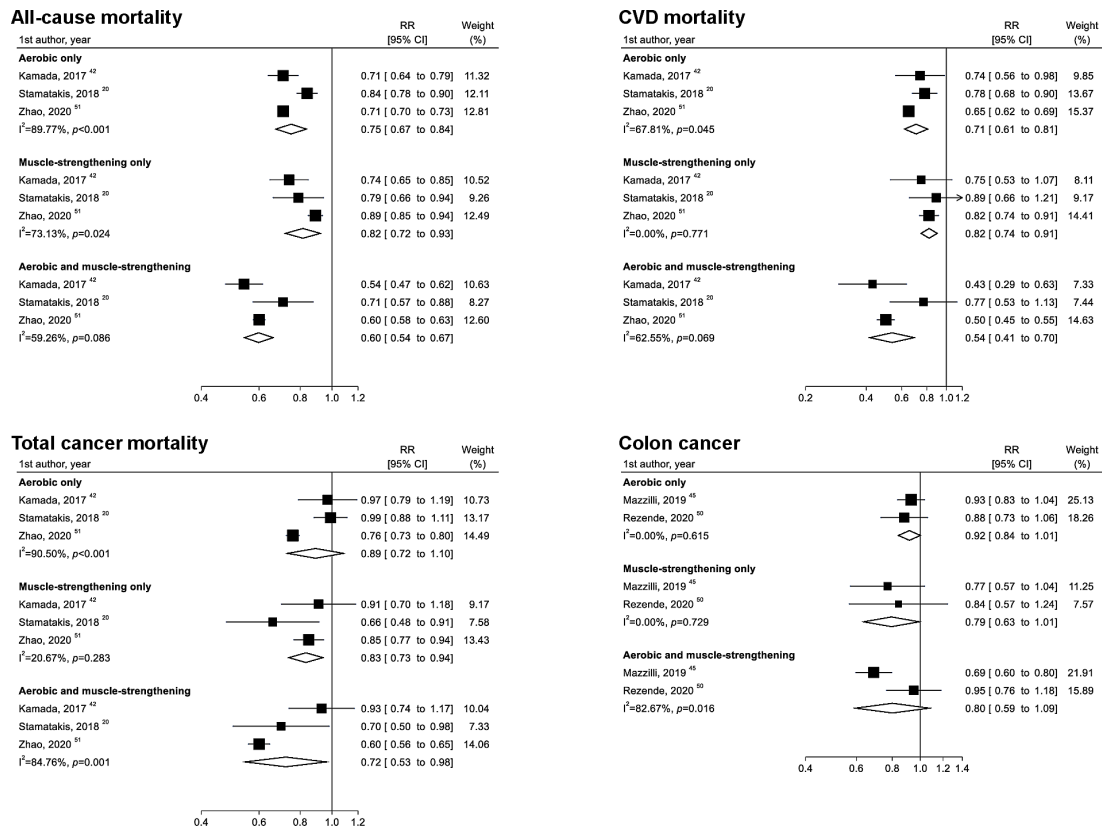 All-cause mortality
RR Weight
1st author, year [95% CI] (%)
Aerobic only
Kamada, 2017 42 0.71 [ 0.64 to 0.79] 11.32
Stamatakis, 2018 20 0.84 [ 0.78 to 0.90] 12.11
Zhao, 2020 51 0.71 [ 0.70 to 0.73] 12.81
I2=89.77%, p<0.001 0.75 [ 0.67 to 0.84]
Muscle-strengthening only
Kamada, 2017 42 0.74 [ 0.65 to 0.85] 10.52
Stamatakis, 2018 20 0.79 [ 0.66 to 0.94] 9.26
Zhao, 2020 51 0.89 [ 0.85 to 0.94] 12.49
I2=73.13%, p=0.024 0.82 [ 0.72 to 0.93]
Aerobic and muscle-strengthening
Kamada, 2017 42 0.54 [ 0.47 to 0.62] 10.63
Stamatakis, 2018 20 0.71 [ 0.57 to 0.88] 8.27
Zhao, 2020 51 0.60 [ 0.58 to 0.63] 12.60
I2=59.26%, p=0.086 0.60 [ 0.54 to 0.67]
0.4 0.6 0.8 1.0 1.2
CVD mortality
RR Weight
1st author, year [95% CI] (%)
Aerobic only
Kamada, 2017 42 0.74 [ 0.56 to 0.98] 9.85
Stamatakis, 2018 20 0.78 [ 0.68 to 0.90] 13.67
Zhao, 2020 51 0.65 [ 0.62 to 0.69] 15.37
I2=67.81%, p=0.045 0.71 [ 0.61 to 0.81]
Muscle-strengthening only
Kamada, 2017 42 0.75 [ 0.53 to 1.07] 8.11
Stamatakis, 2018 20 0.89 [ 0.66 to 1.21] 9.17
Zhao, 2020 51 0.82 [ 0.74 to 0.91] 14.41
I2=0.00%, p=0.771 0.82 [ 0.74 to 0.91]
Aerobic and muscle-strengthening
Kamada, 2017 42 0.43 [ 0.29 to 0.63] 7.33
Stamatakis, 2018 20 0.77 [ 0.53 to 1.13] 7.44
Zhao, 2020 51 0.50 [ 0.45 to 0.55] 14.63
I2=62.55%, p=0.069 0.54 [ 0.41 to 0.70]
0.2 0.4 0.6 0.8 1.0 1.2
Total cancer mortality
RR Weight
1st author, year [95% CI] (%)
Aerobic only
Kamada, 2017 42 0.97 [ 0.79 to 1.19] 10.73
Stamatakis, 2018 20 0.99 [ 0.88 to 1.11] 13.17
Zhao, 2020 51 0.76 [ 0.73 to 0.80] 14.49
I2=90.50%, p<0.001 0.89 [ 0.72 to 1.10]
Muscle-strengthening only
Kamada, 2017 42 0.91 [ 0.70 to 1.18] 9.17
Stamatakis, 2018 20 0.66 [ 0.48 to 0.91] 7.58
Zhao, 2020 51 0.85 [ 0.77 to 0.94] 13.43
I2=20.67%, p=0.283 0.83 [ 0.73 to 0.94]
Aerobic and muscle-strengthening
Kamada, 2017 42 0.93 [ 0.74 to 1.17] 10.04
Stamatakis, 2018 20 0.70 [ 0.50 to 0.98] 7.33
Zhao, 2020 51 0.60 [ 0.56 to 0.65] 14.06
I2=84.76%, p=0.001 0.72 [ 0.53 to 0.98]
0.4 0.6 0.8 1.0 1.2
Colon cancer
RR Weight
1st author, year [95% CI] (%)
Aerobic only
Mazzilli, 2019 45 0.93 [ 0.83 to 1.04] 25.13
Rezende, 2020 50 0.88 [ 0.73 to 1.06] 18.26
I2=0.00%, p=0.615 0.92 [ 0.84 to 1.01]
Muscle-strengthening only
Mazzilli, 2019 45 0.77 [ 0.57 to 1.04] 11.25
Rezende, 2020 50 0.84 [ 0.57 to 1.24] 7.57
I2=0.00%, p=0.729 0.79 [ 0.63 to 1.01]
Aerobic and muscle-strengthening
Mazzilli, 2019 45 0.69 [ 0.60 to 0.80] 21.91
Rezende, 2020 50 0.95 [ 0.76 to 1.18] 15.89
I2=82.67%, p=0.016 0.80 [ 0.59 to 1.09]
0.4 0.6 0.8 1.0 1.2 1.4